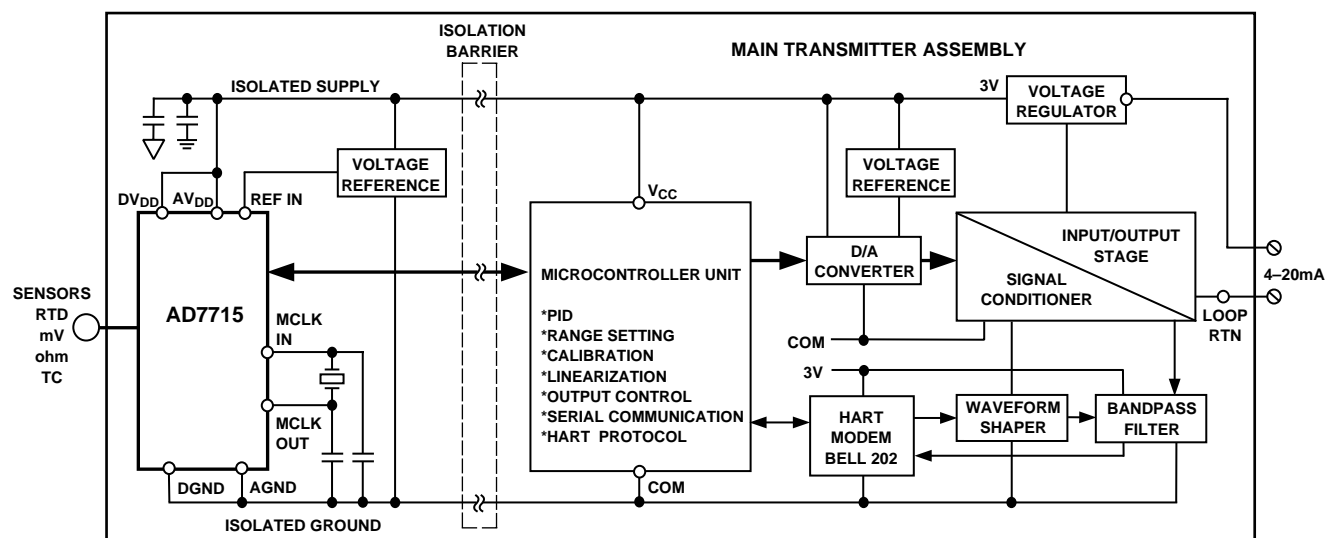 ISOLATION
BARRIER
MAIN TRANSMITTER ASSEMBLY
ISOLATED SUPPLY
3V
VOLTAGE
REGULATOR
VOLTAGE
REFERENCE
VOLTAGE
REFERENCE
DVDD
AVDD
REF IN
VCC
AD7715
SENSORS
RTD
mV
ohm
TC
MCLK
IN
MCLK
OUT
DGND
AGND
ISOLATED GROUND
MICROCONTROLLER UNIT
*PID
*RANGE SETTING
*CALIBRATION
*LINEARIZATION
*OUTPUT CONTROL
*SERIAL COMMUNICATION
*HART PROTOCOL
COM
D/A
CONVERTER
INPUT/OUTPUT
STAGE
SIGNAL
CONDITIONER
4–20mA
LOOP
RTN
COM
3V
HART
MODEM
BELL 202
WAVEFORM
SHAPER
BANDPASS
FILTER